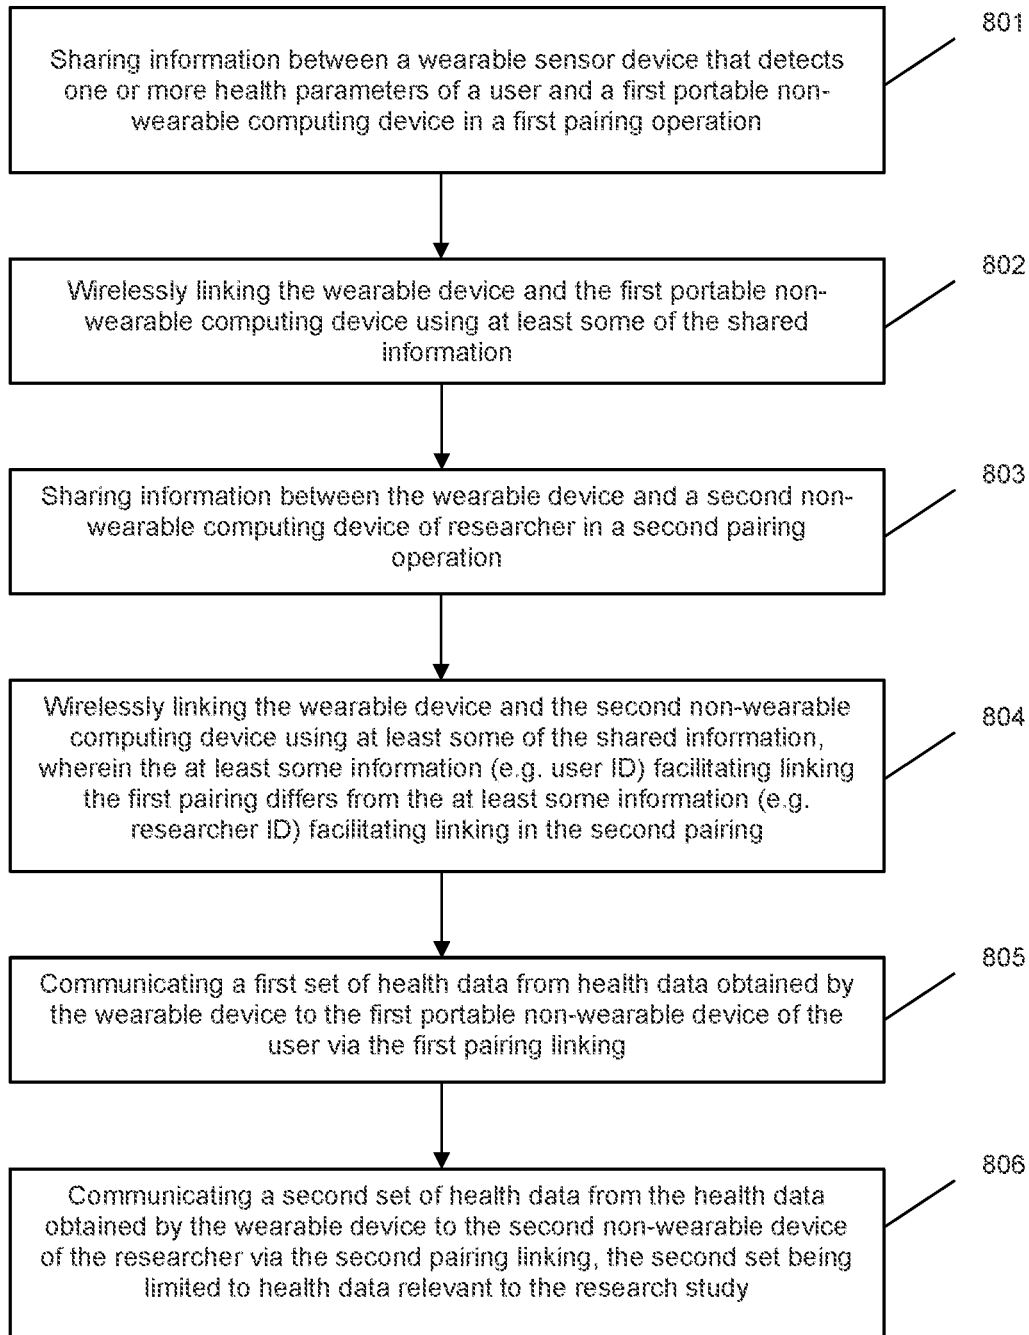 801
Sharing information between a wearable sensor device that detects
one or more health parameters of a user and a first portable non-
wearable computing device in a first pairing operation
802
Wirelessly linking the wearable device and the first portable non-
wearable computing device using at least some of the shared
information
803
Sharing information between the wearable device and a second non-
wearable computing device of researcher in a second pairing
operation
804
Wirelessly linking the wearable device and the second non-wearable
computing device using at least some of the shared information,
wherein the at least some information (e.g. user ID) facilitating linking
the first pairing differs from the at least some information (e.g.
researcher ID) facilitating linking in the second pairing
805
Communicating a first set of health data from health data obtained by
the wearable device to the first portable non-wearable device of the
user via the first pairing linking
806
Communicating a second set of health data from the health data
obtained by the wearable device to the second non-wearable device
of the researcher via the second pairing linking, the second set being
limited to health data relevant to the research study